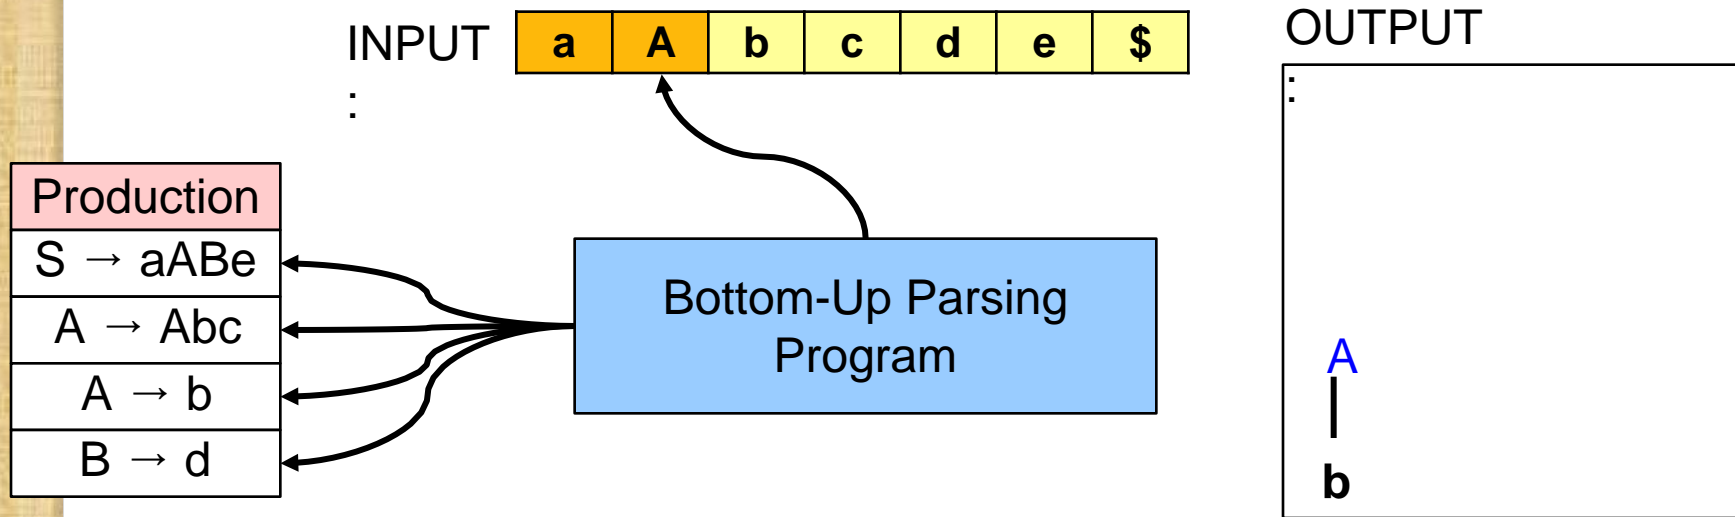 INPUT
:
a A b c d e $
OUTPUT
:
Production
S → aABe
A → Abc
A → b
B → d
Bottom-Up Parsing
Program
A
b